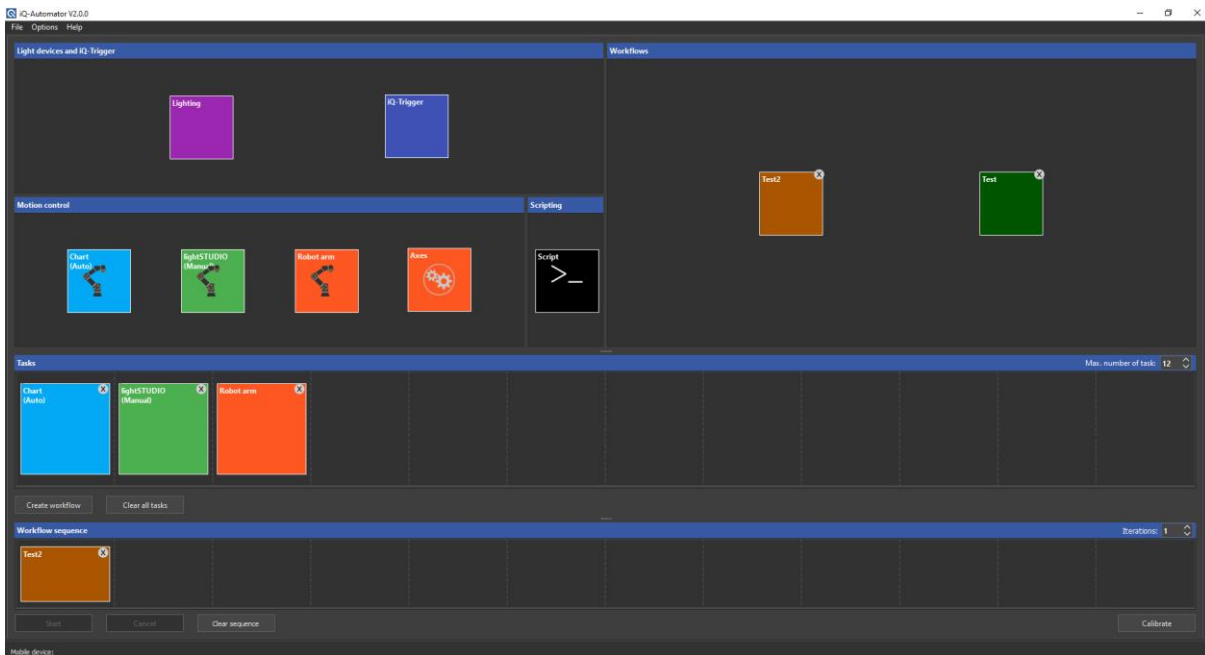 iQ-Automator V2.0.0
File Options Help
Light devices and iQ-Trigger
Workflows
Lighting
iQ-Trigger
Test2
X
Test
X
Motion control
Scripting
Chart
(Auto)
lightSTUDIO
(Manual)
Robot arm
Axes
Script
>_
Tasks
Max. number of task: 12
Chart
(Auto)
X
lightSTUDIO
(Manual)
X
Robot arm
X
Create workflow
Clear all tasks
Workflow sequence
Iterations: 1
Test2
X
Start
Cancel
Clear sequence
Calibrate
Mobile device: